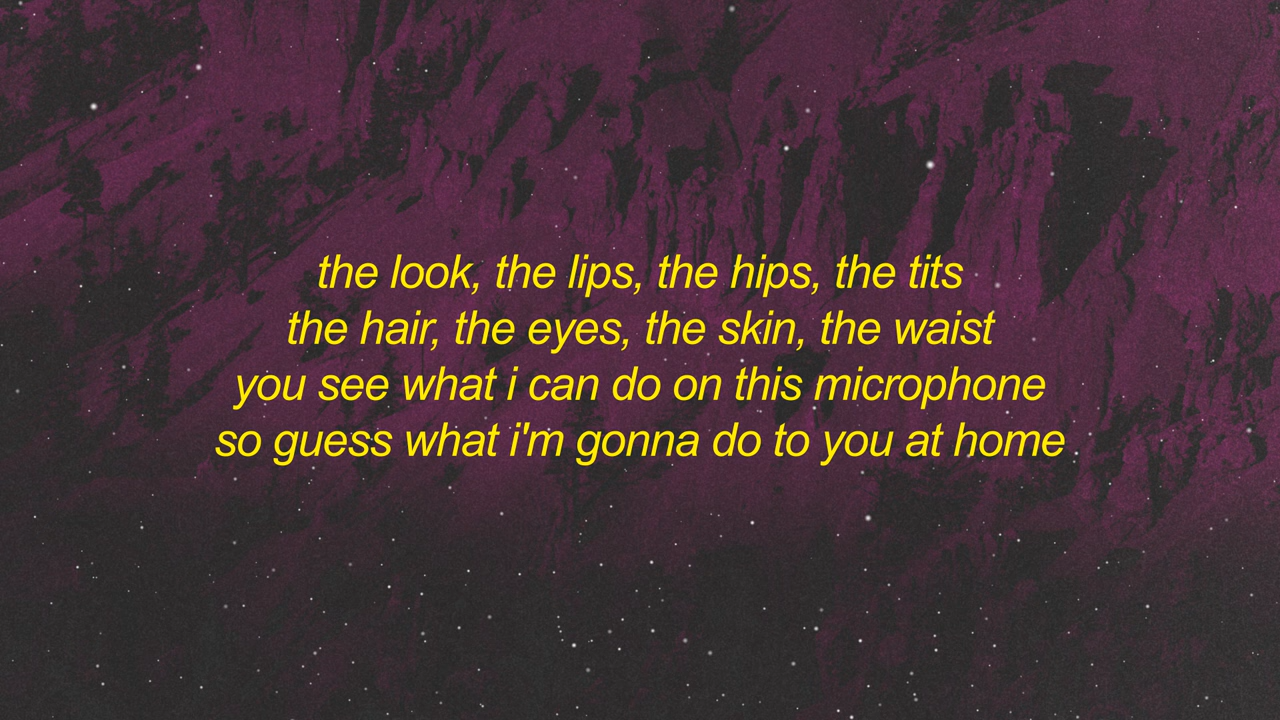 the look, the lips, the hips, the tits
the hair, the eyes, the skin, the waist
you see what i can do on this microphone
so guess what i'm gonna do to you at home